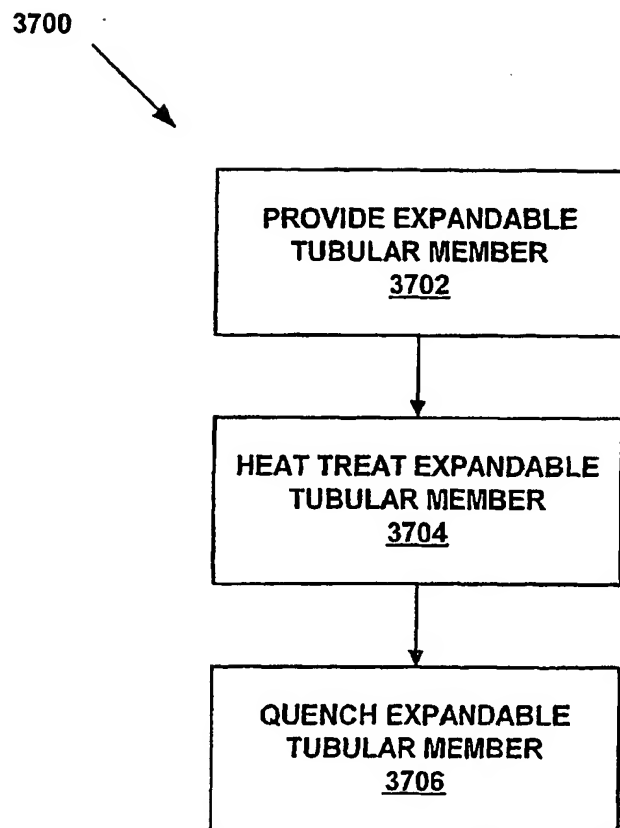 3700
PROVIDE EXPANDABLE
TUBULAR MEMBER
3702
HEAT TREAT EXPANDABLE
TUBULAR MEMBER
3704
QUENCH EXPANDABLE
TUBULAR MEMBER
3706